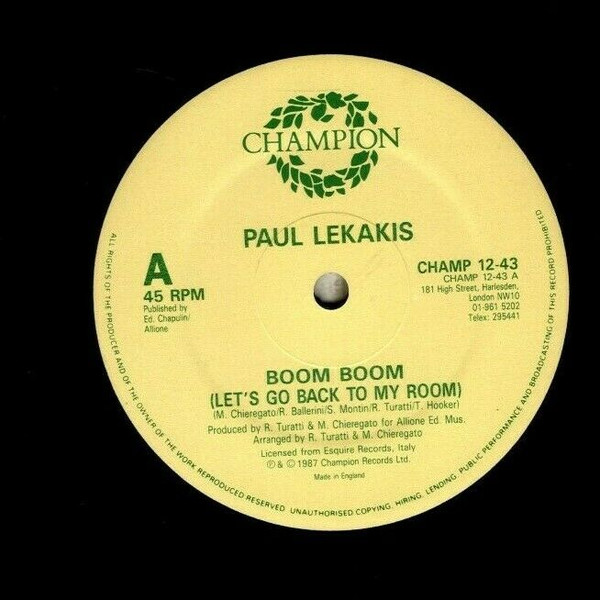 CHAMPION
PAUL LEKAKIS
A
45 RPM
Published by
Ed. Chapulin/
Allione
CHAMP 12-43
CHAMP 12-43 A
181 High Street, Harlesden,
London NW10
01-961 5202
Telex: 295441
BOOM BOOM
(LET'S GO BACK TO MY ROOM)
(M. Chieregato/R. Ballerini/S. Montin/R. Turatti/T. Hooker)
Produced by R. Turatti & M. Chieregato for Allione Ed. Mus.
Arranged by R. Turatti & M. Chieregato
Licensed from Esquire Records, Italy
℗ & © 1987 Champion Records Ltd.
Made in England
ALL RIGHTS OF THE PRODUCER AND OF THE OWNER OF THE WORK REPRODUCED RESERVED. UNAUTHORISED COPYING, HIRING, LENDING, PUBLIC PERFORMANCE AND BROADCASTING OF THIS RECORD PROHIBITED